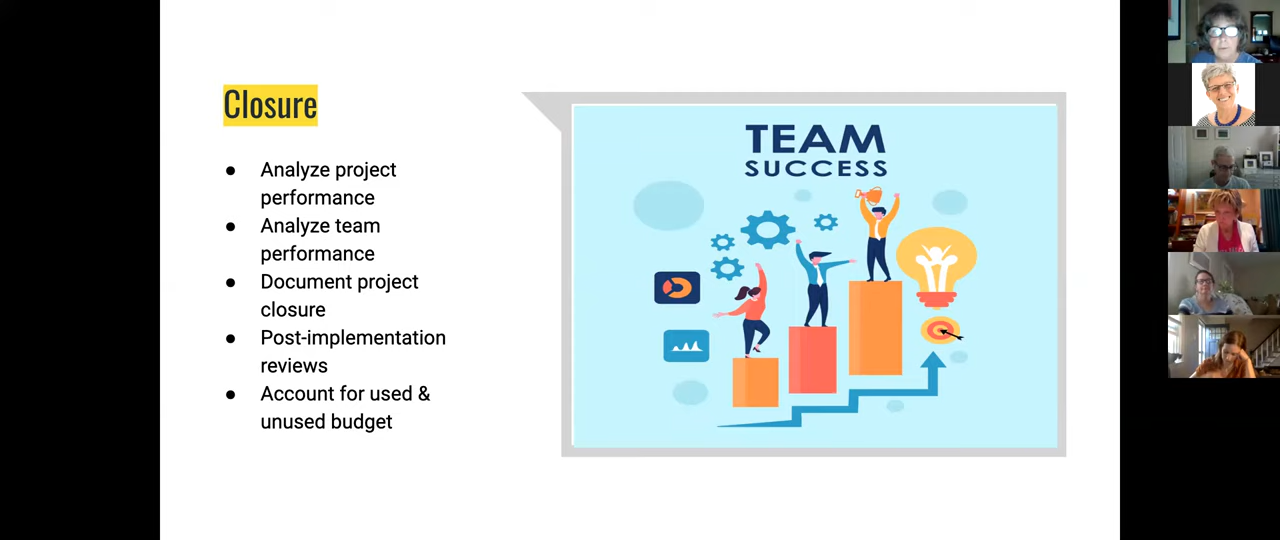 Closure
● Analyze project
performance
● Analyze team
performance
● Document project
closure
● Post-implementation
reviews
● Account for used &
unused budget
TEAM
SUCCESS